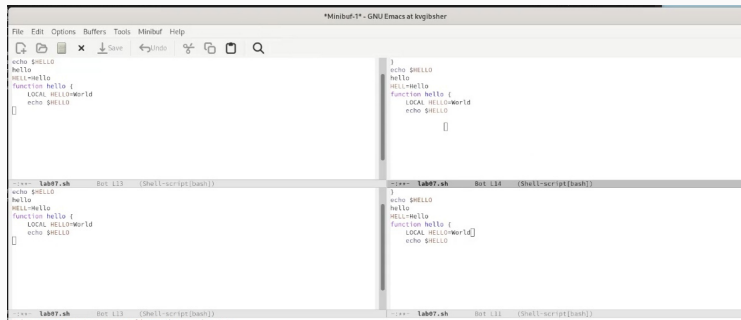 *Minibuf-1* - GNU Emacs at kvgibsher
File Edit Options Buffers Tools Minibuf Help
Save Undo
echo $HELLO
hello
HELL=Hello
function hello {
    LOCAL HELLO=World
    echo $HELLO
-:**- lab07.sh Bot L13 (Shell-script[bash])
}
echo $HELLO
hello
HELL=Hello
function hello {
    LOCAL HELLO=World
    echo $HELLO
-:**- lab07.sh Bot L14 (Shell-script[bash])
echo $HELLO
hello
HELL=Hello
function hello {
    LOCAL HELLO=World
    echo $HELLO
-:**- lab07.sh Bot L13 (Shell-script[bash])
}
echo $HELLO
hello
HELL=Hello
function hello {
    LOCAL HELLO=World
    echo $HELLO
-:**- lab07.sh Bot L11 (Shell-script[bash])